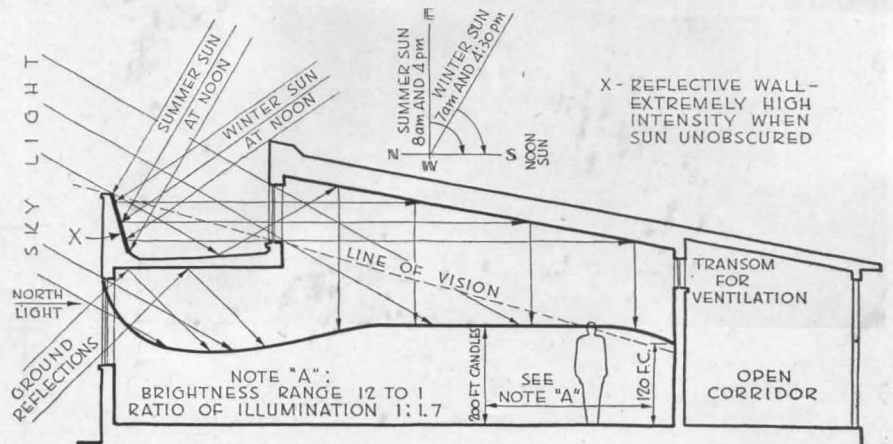 SKY LIGHT
SUMMER SUN
AT NOON
WINTER SUN
AT NOON
E
SUMMER SUN
8am AND 4pm
WINTER SUN
7am AND 4:30pm
N
S
W
NOON
SUN
X - REFLECTIVE WALL -
EXTREMELY HIGH
INTENSITY WHEN
SUN UNOBSCURED
X
LINE OF VISION
NORTH
LIGHT
GROUND
REFLECTIONS
TRANSOM
FOR
VENTILATION
NOTE "A":
BRIGHTNESS RANGE 12 TO 1
RATIO OF ILLUMINATION 1:1.7
200 FT CANDLES
SEE
NOTE "A"
120 F.C.
OPEN
CORRIDOR